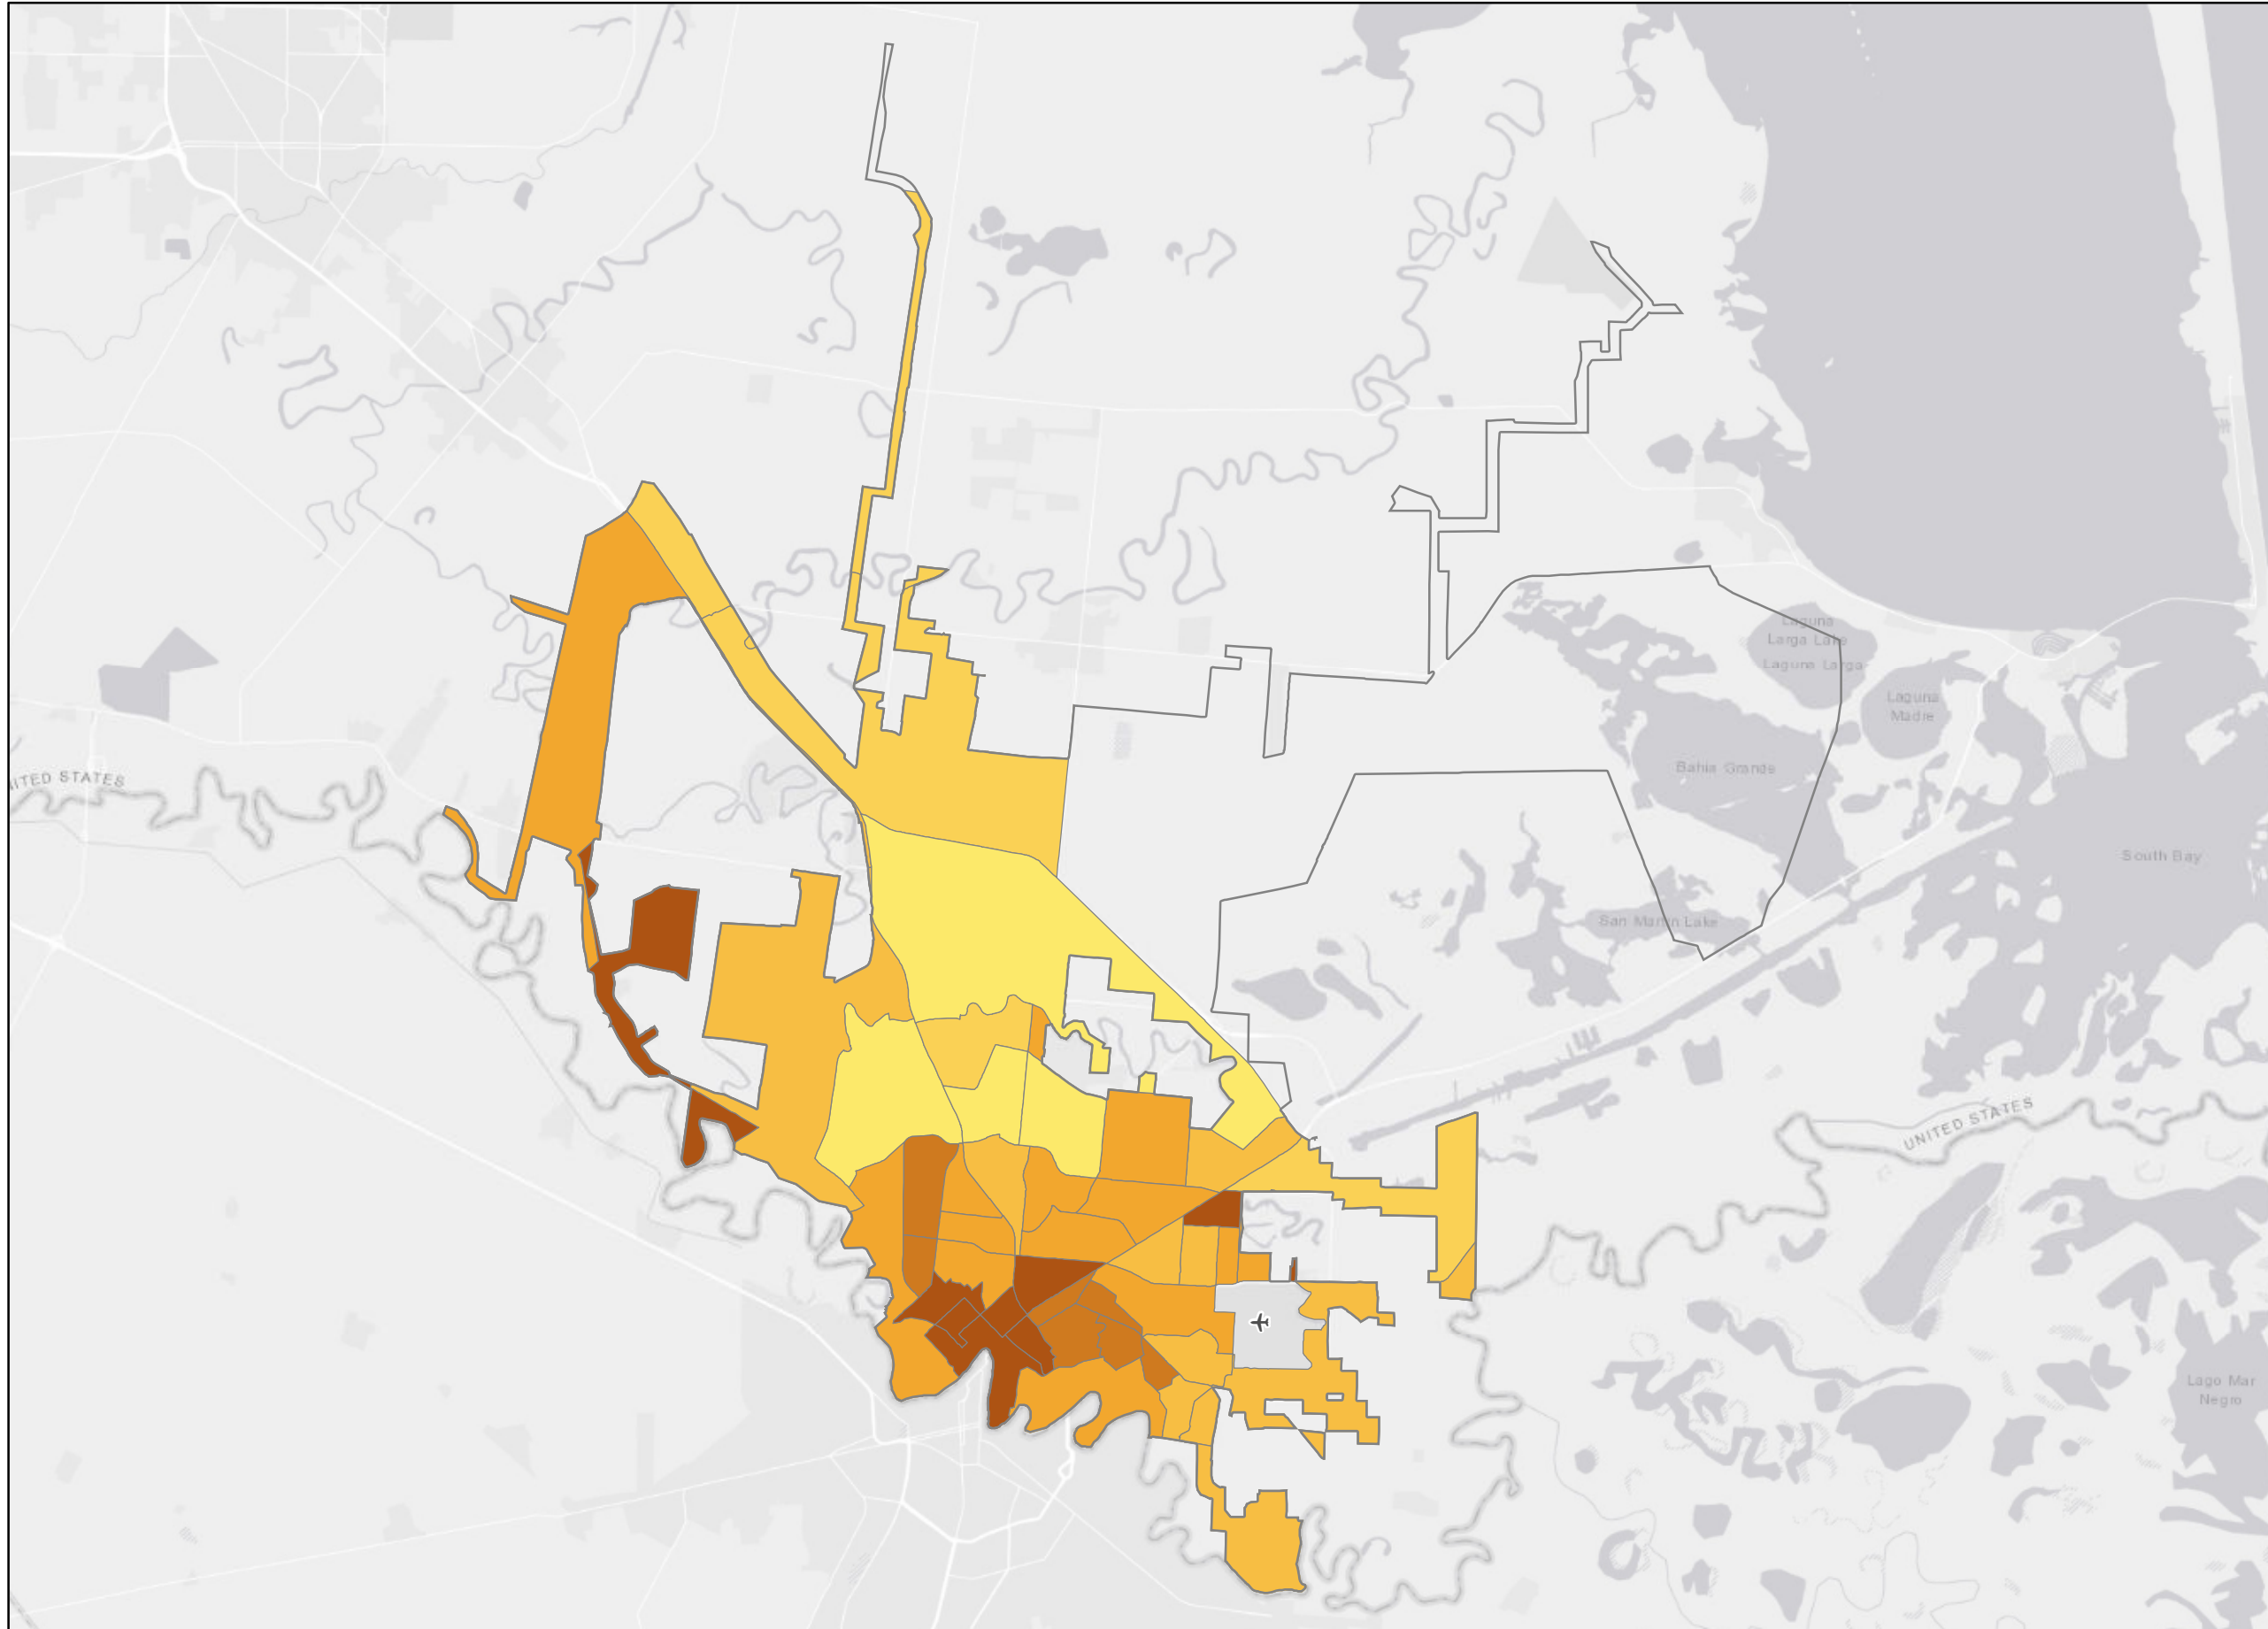 Laguna
Larga Lake
Laguna Larga
Laguna
Madre
Bahia Grande
ITED STATES
South Bay
San Martin Lake
UNITED STATES
Lago Mar
Negro